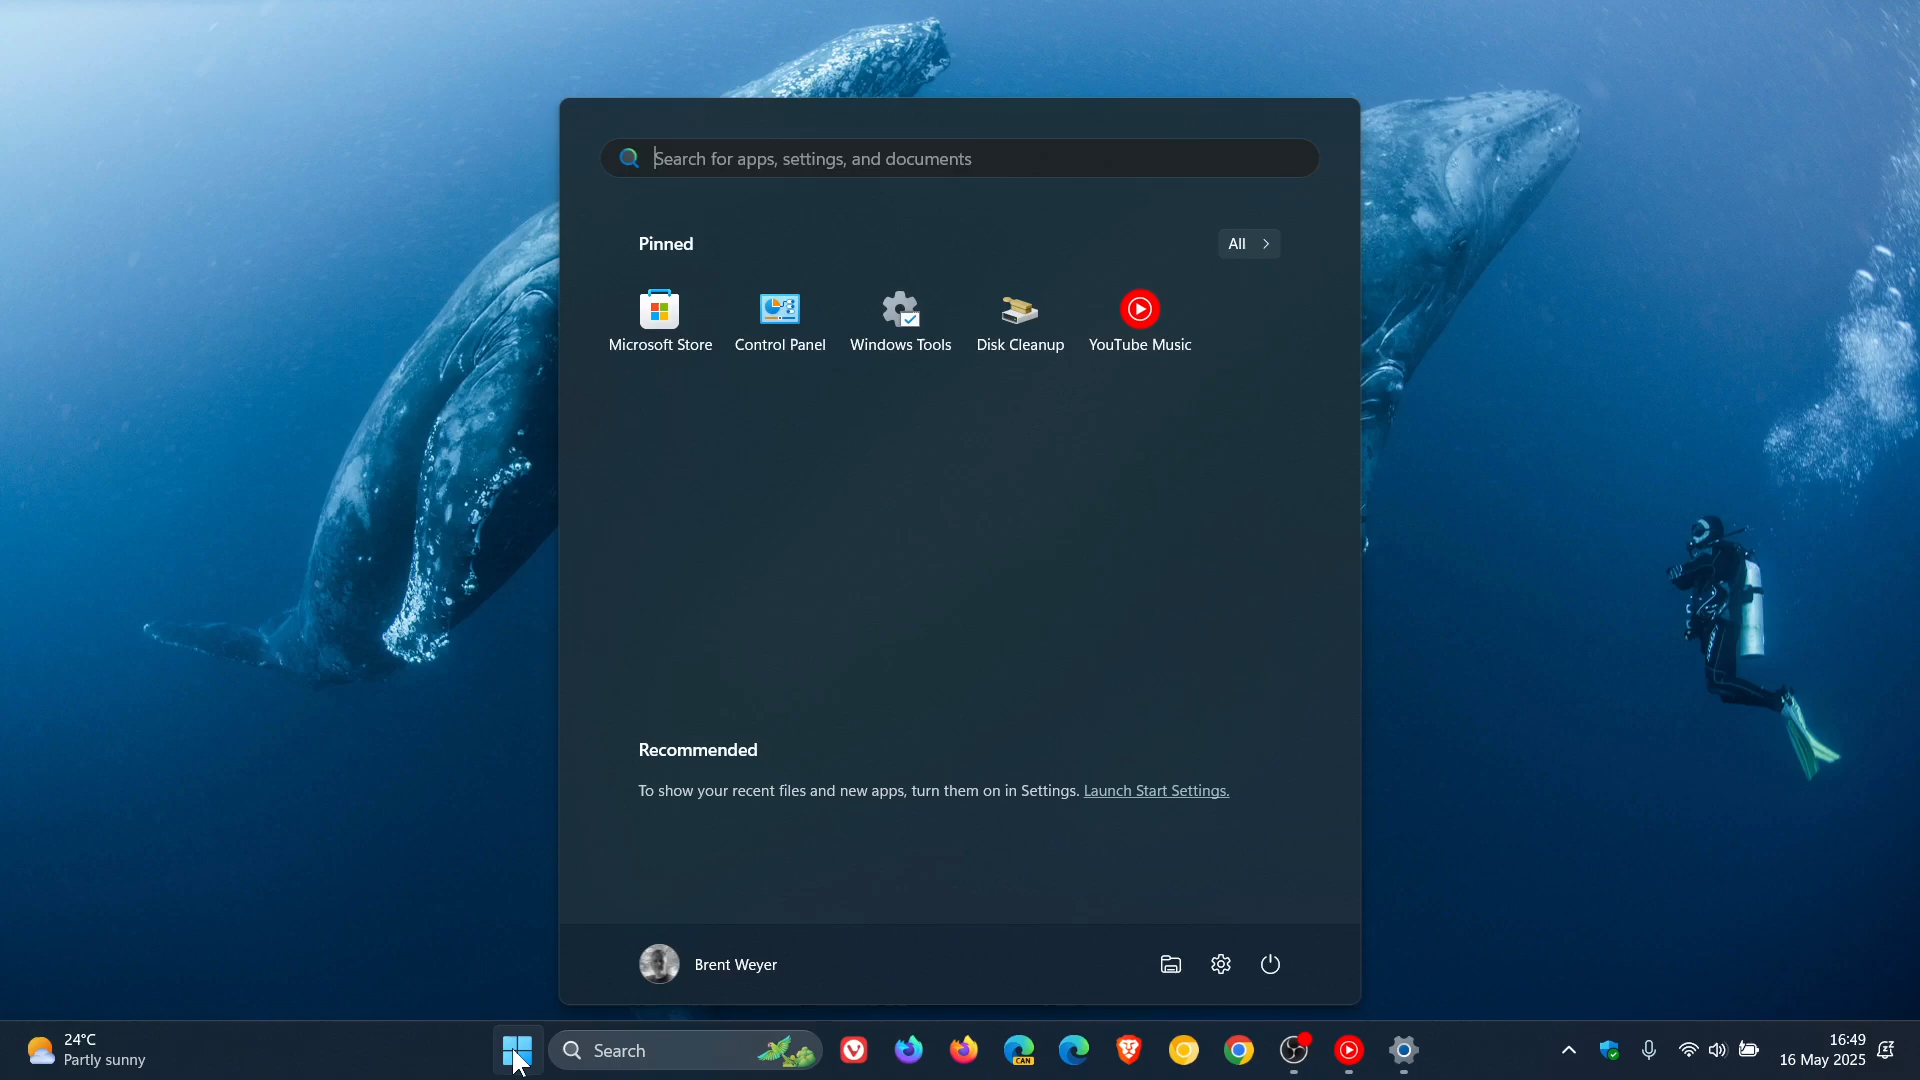 Search for apps, settings, and documents
Pinned
All
Microsoft Store
Control Panel
Windows Tools
Disk Cleanup
YouTube Music
Recommended
To show your recent files and new apps, turn them on in Settings. Launch Start Settings.
Brent Weyer
24°C
Partly sunny
Search
CAN
16:49
16 May 2025